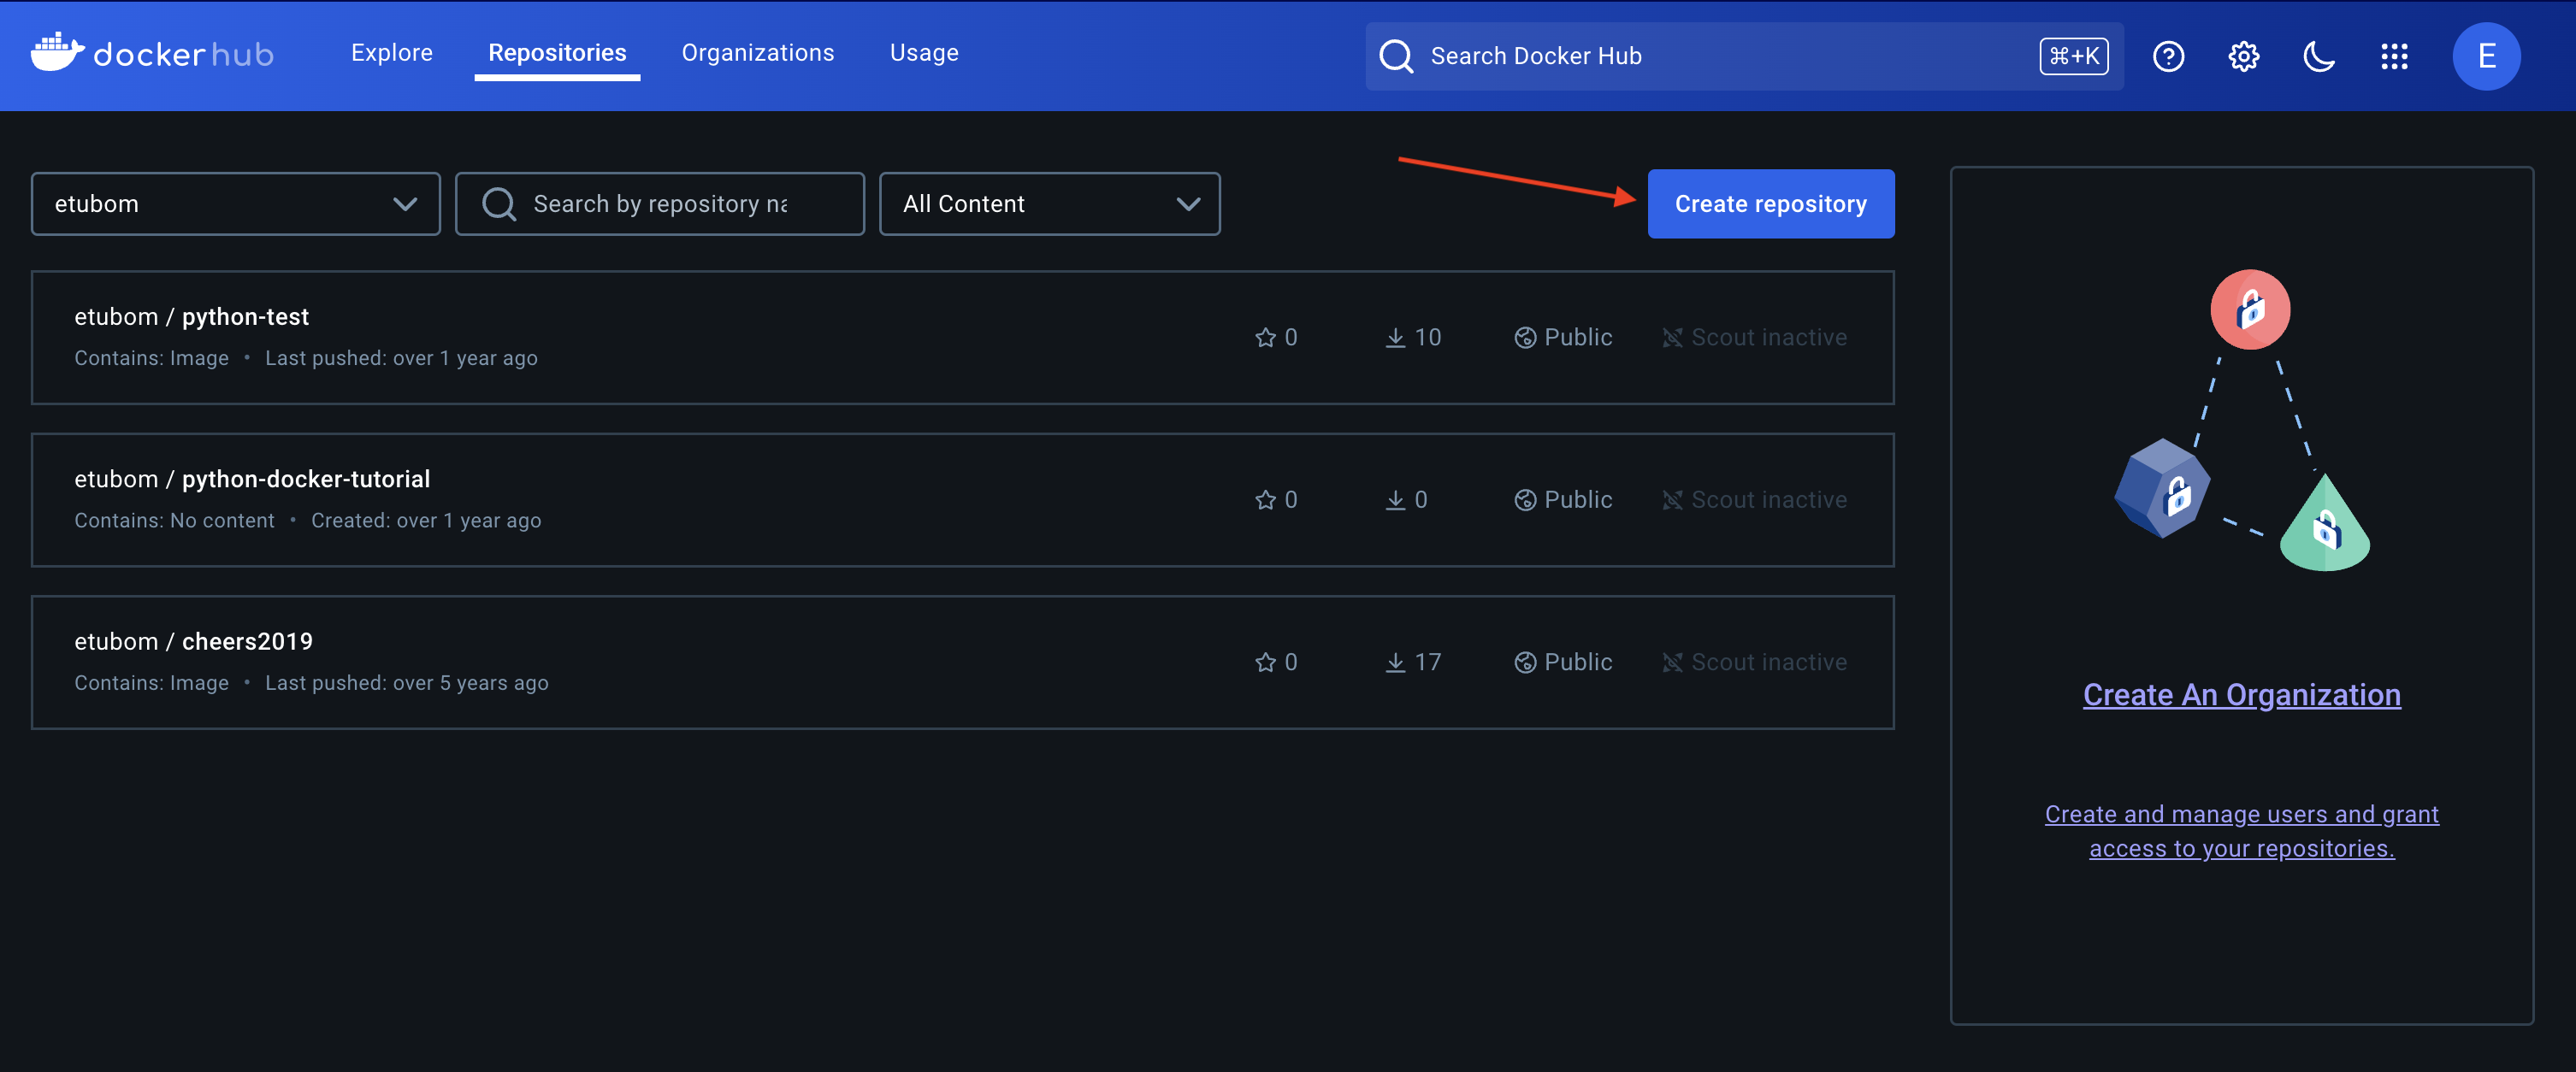 dockerhub
Explore
Repositories
Organizations
Usage
Search Docker Hub
⌘+K
E
etubom
Search by repository na
All Content
Create repository
etubom / python-test
Contains: Image • Last pushed: over 1 year ago
0
10
Public
Scout inactive
etubom / python-docker-tutorial
Contains: No content • Created: over 1 year ago
0
0
Public
Scout inactive
etubom / cheers2019
Contains: Image • Last pushed: over 5 years ago
0
17
Public
Scout inactive
Create An Organization
Create and manage users and grant
access to your repositories.